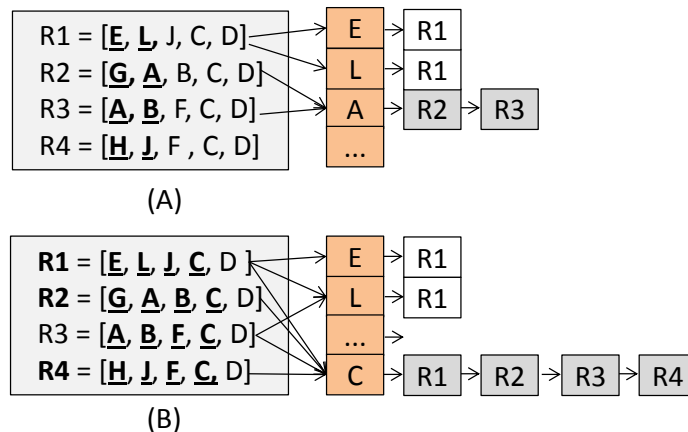 R1 = [E, L, J, C, D] E R1
L R1
R2 = [G, A, B, C, D]
R3 = [A, B, F, C, D] A R2 R3
R4 = [H, J, F , C, D] ...
(A)
R1 = [E, L, J, C, D ] E R1
R2 = [G, A, B, C, D] L R1
R3 = [A, B, F, C, D] ...
R4 = [H, J, F, C, D] C R1 R2 R3 R4
(B)